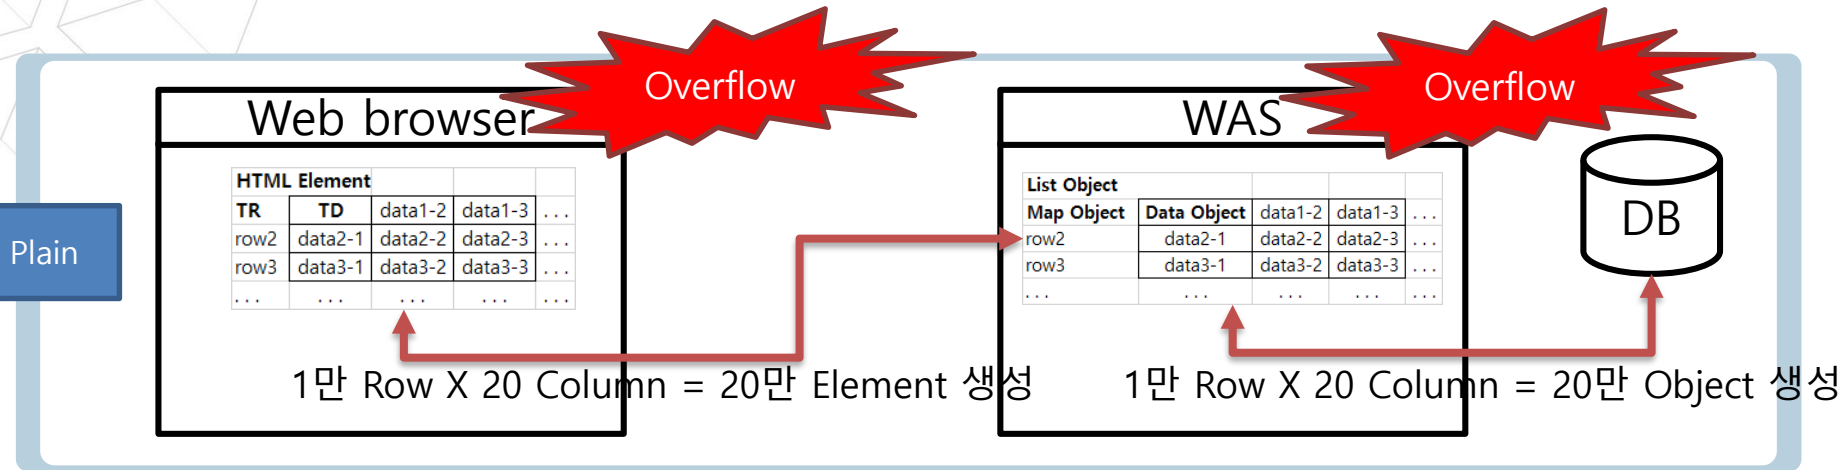 Overflow
Overflow
Web browser
WAS
HTML Element
TR TD data1-2 data1-3 ...
row2 data2-1 data2-2 data2-3 ...
row3 data3-1 data3-2 data3-3 ...
... ... ... ... ...
List Object
Map Object Data Object data1-2 data1-3 ...
row2 data2-1 data2-2 data2-3 ...
row3 data3-1 data3-2 data3-3 ...
... ... ... ... ...
DB
Plain
1만 Row X 20 Column = 20만 Element 생성
1만 Row X 20 Column = 20만 Object 생성